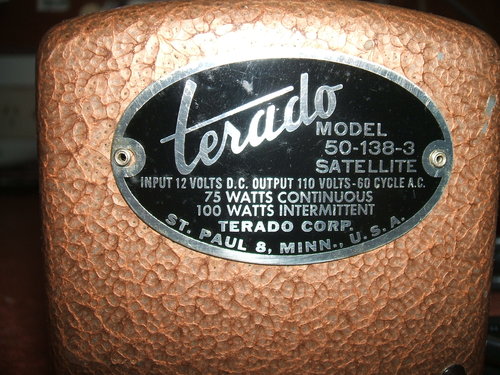 terado
MODEL
50-138-3
SATELLITE
INPUT 12 VOLTS D.C. OUTPUT 110 VOLTS-60 CYCLE A.C.
75 WATTS CONTINUOUS
100 WATTS INTERMITTENT
TERADO CORP.
ST. PAUL 8, MINN., U.S.A.